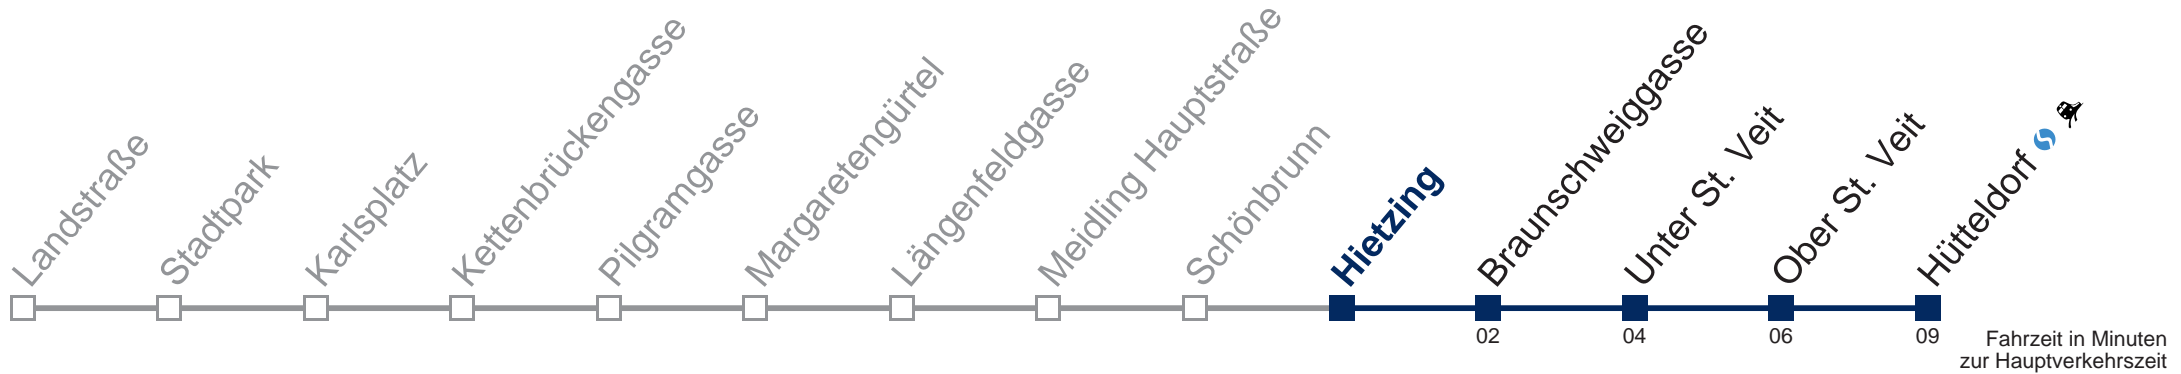 Landstraße
Stadtpark
Karlsplatz
Kettenbrückengasse
Pilgramgasse
Margaretengürtel
Längenfeldgasse
Meidling Hauptstraße
Schönbrunn
Hietzing
Braunschweiggasse
Unter St. Veit
Ober St. Veit
Hütteldorf
02
04
06
09
Fahrzeit in Minuten
zur Hauptverkehrszeit